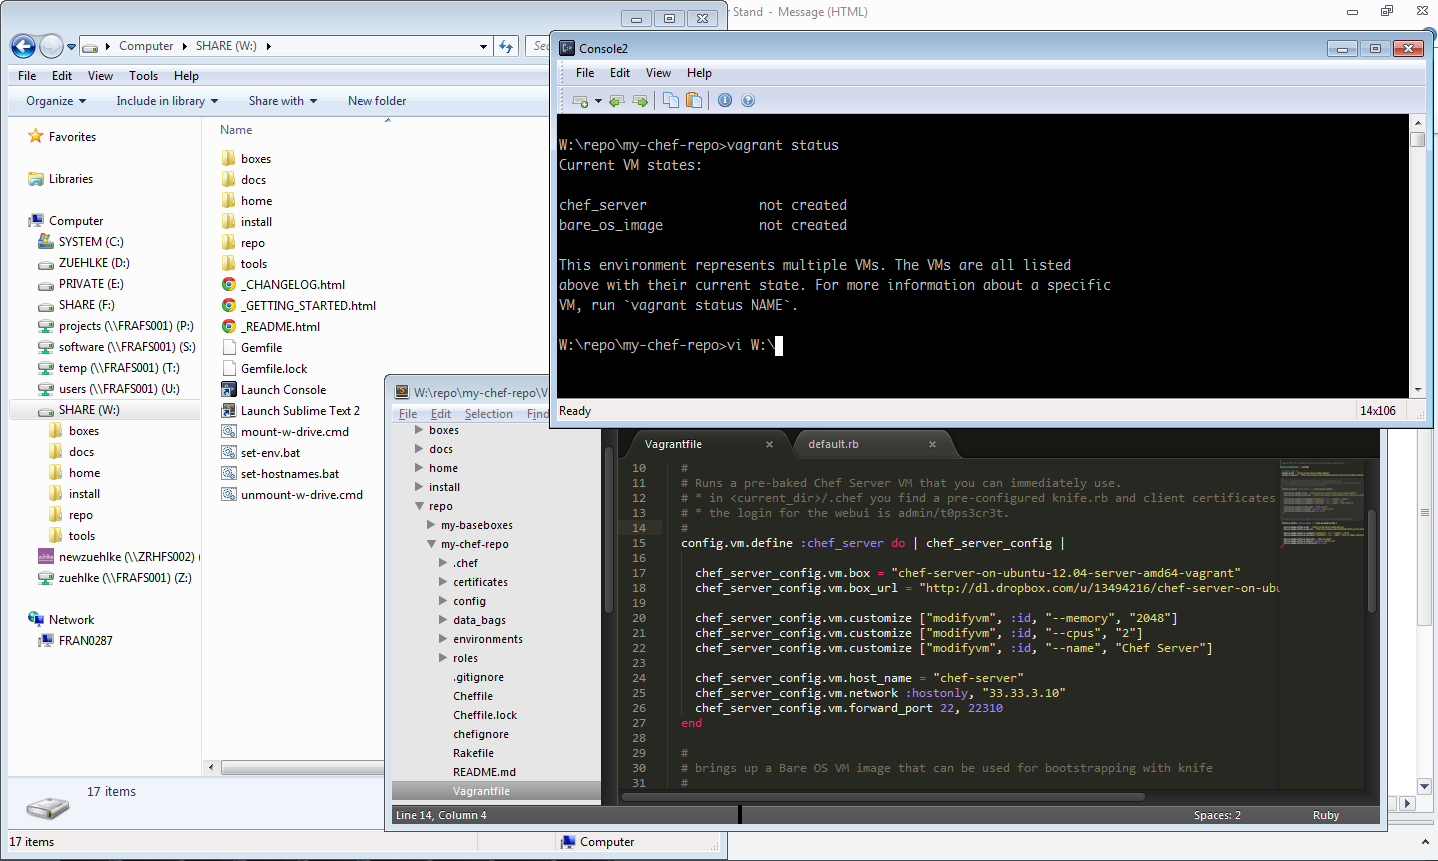 r Stand - Message (HTML)
Computer SHARE (W:)
File Edit View Tools Help
Organize Include in library Share with New folder
Favorites
Libraries
Computer
SYSTEM (C:)
ZUEHLKE (D:)
PRIVATE (E:)
SHARE (F:)
projects (\\FRAFS001) (P:)
software (\\FRAFS001) (S:)
temp (\\FRAFS001) (T:)
users (\\FRAFS001) (U:)
SHARE (W:)
boxes
docs
home
install
repo
tools
newzuehlke (\\ZRHFS002) (
zuehlke (\\FRAFS001) (Z:)
Network
FRAN0287
Name
boxes
docs
home
install
repo
tools
_CHANGELOG.html
_GETTING_STARTED.html
_README.html
Gemfile
Gemfile.lock
Launch Console
Launch Sublime Text 2
mount-w-drive.cmd
set-env.bat
set-hostnames.bat
unmount-w-drive.cmd
17 items
17 items Computer
Console2
File Edit View Help
W:\repo\my-chef-repo>vagrant status
Current VM states:
chef_server not created
bare_os_image not created
This environment represents multiple VMs. The VMs are all listed
above with their current state. For more information about a specific
VM, run `vagrant status NAME`.
W:\repo\my-chef-repo>vi W:\
Ready 14x106
W:\repo\my-chef-repo\V
File Edit Selection Find
boxes
docs
home
install
repo
my-baseboxes
my-chef-repo
.chef
certificates
config
data_bags
environments
roles
.gitignore
Cheffile
Cheffile.lock
chefignore
Rakefile
README.md
Vagrantfile
Vagrantfile default.rb
10 #
11 # Runs a pre-baked Chef Server VM that you can immediately use.
12 # * in <current_dir>/.chef you find a pre-configured knife.rb and client certificates
13 # * the login for the webui is admin/t0ps3cr3t.
14 #
15 config.vm.define :chef_server do | chef_server_config |
16
17 chef_server_config.vm.box = "chef-server-on-ubuntu-12.04-server-amd64-vagrant"
18 chef_server_config.vm.box_url = "http://dl.dropbox.com/u/13494216/chef-server-on-ubu
19
20 chef_server_config.vm.customize ["modifyvm", :id, "--memory", "2048"]
21 chef_server_config.vm.customize ["modifyvm", :id, "--cpus", "2"]
22 chef_server_config.vm.customize ["modifyvm", :id, "--name", "Chef Server"]
23
24 chef_server_config.vm.host_name = "chef-server"
25 chef_server_config.vm.network :hostonly, "33.33.3.10"
26 chef_server_config.vm.forward_port 22, 22310
27 end
28
29 #
30 # brings up a Bare OS VM image that can be used for bootstrapping with knife
31 #
Line 14, Column 4 Spaces: 2 Ruby